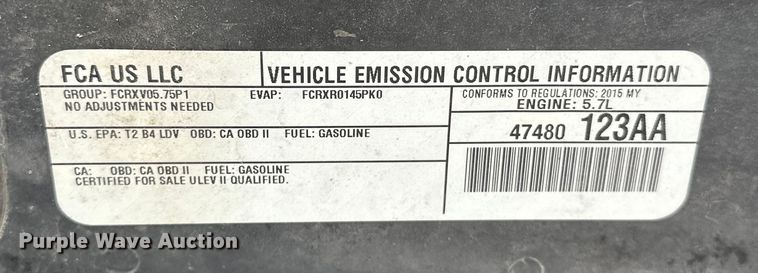 FCA US LLC
VEHICLE EMISSION CONTROL INFORMATION
GROUP: FCRXV05.75P1 EVAP: FCRXR0145PK0
NO ADJUSTMENTS NEEDED
CONFORMS TO REGULATIONS: 2015 MY
ENGINE: 5.7L
U.S. EPA: T2 B4 LDV OBD: CA OBD II FUEL: GASOLINE
47480 123AA
CA: OBD: CA OBD II FUEL: GASOLINE
CERTIFIED FOR SALE ULEV II QUALIFIED.
Purple Wave Auction